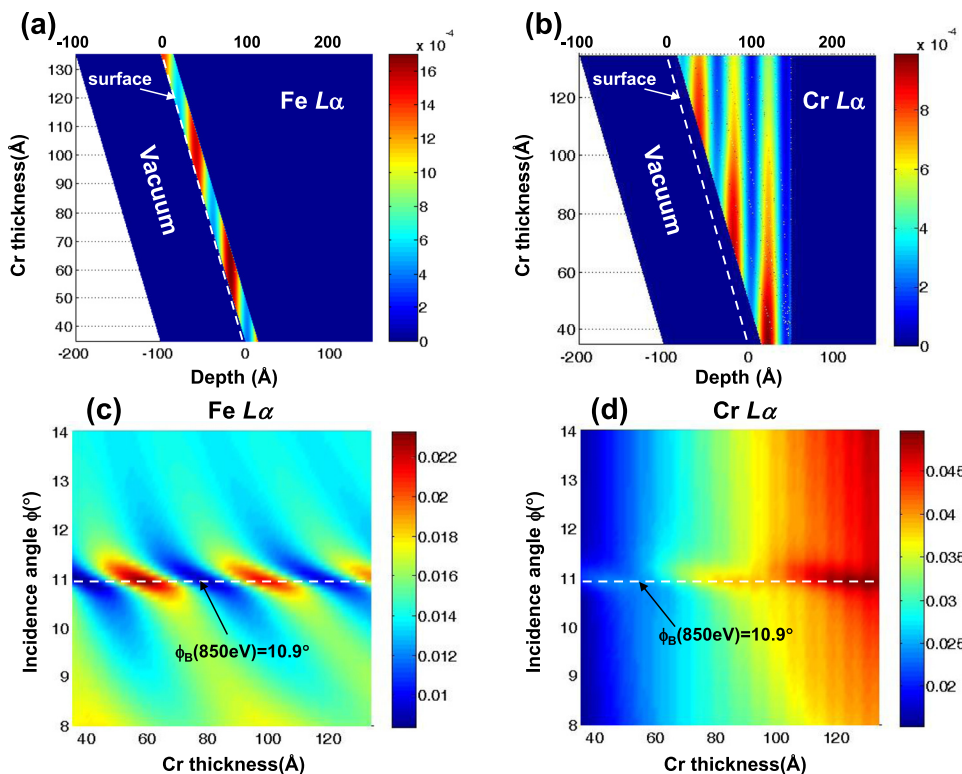 (a)
-100 0 100 200
x 10⁻⁴
130
120
110
100
90
80
70
60
50
40
Cr thickness(Å)
surface
Vacuum
Fe Lα
16
14
12
10
8
6
4
2
0
-200 -100 0 100
Depth (Å)
(b)
-100 0 100 200
x 10⁻⁴
130
120
110
100
90
80
70
60
50
40
Cr thickness(Å)
surface
Vacuum
Cr Lα
8
6
4
2
0
-200 -100 0 100
Depth (Å)
(c)
Fe Lα
14
13
12
11
10
9
8
Incidence angle ϕ(°)
ϕB(850eV)=10.9°
0.022
0.02
0.018
0.016
0.014
0.012
0.01
40 60 80 100 120
Cr thickness(Å)
(d)
Cr Lα
14
13
12
11
10
9
8
Incidence angle ϕ(°)
ϕB(850eV)=10.9°
0.045
0.04
0.035
0.03
0.025
0.02
40 60 80 100 120
Cr thickness(Å)